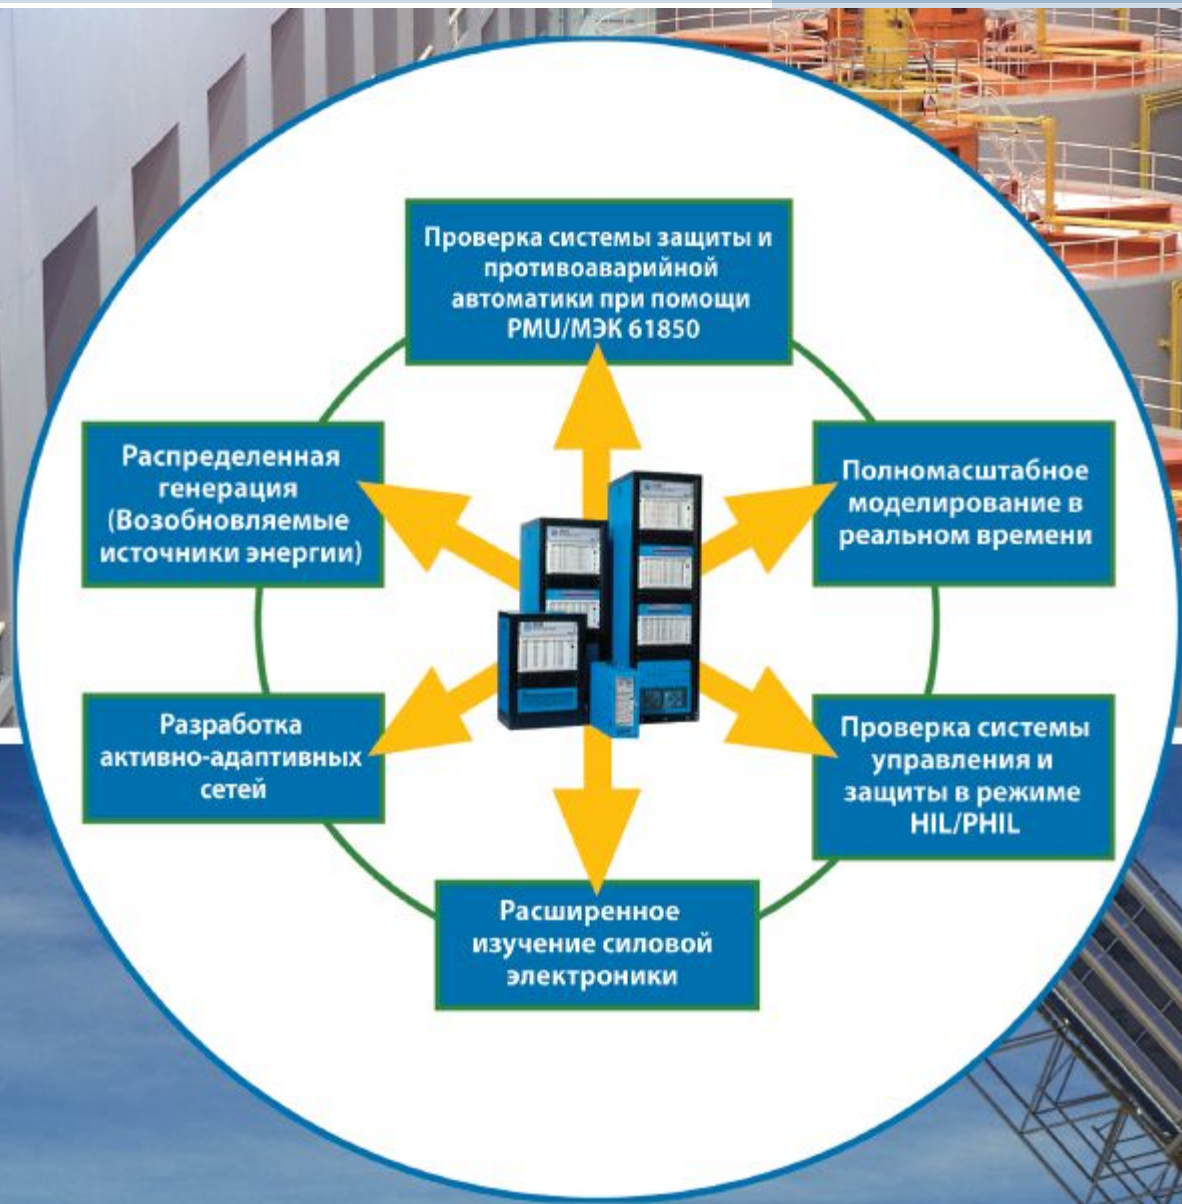 Проверка системы защиты и
противоаварийной
автоматики при помощи
PMU/МЭК 61850
Распределенная
генерация
(Возобновляемые
источники энергии)
Полномасштабное
моделирование в
реальном времени
Разработка
активно-адаптивных
сетей
Проверка системы
управления и
защиты в режиме
HIL/PHIL
Расширенное
изучение силовой
электроники